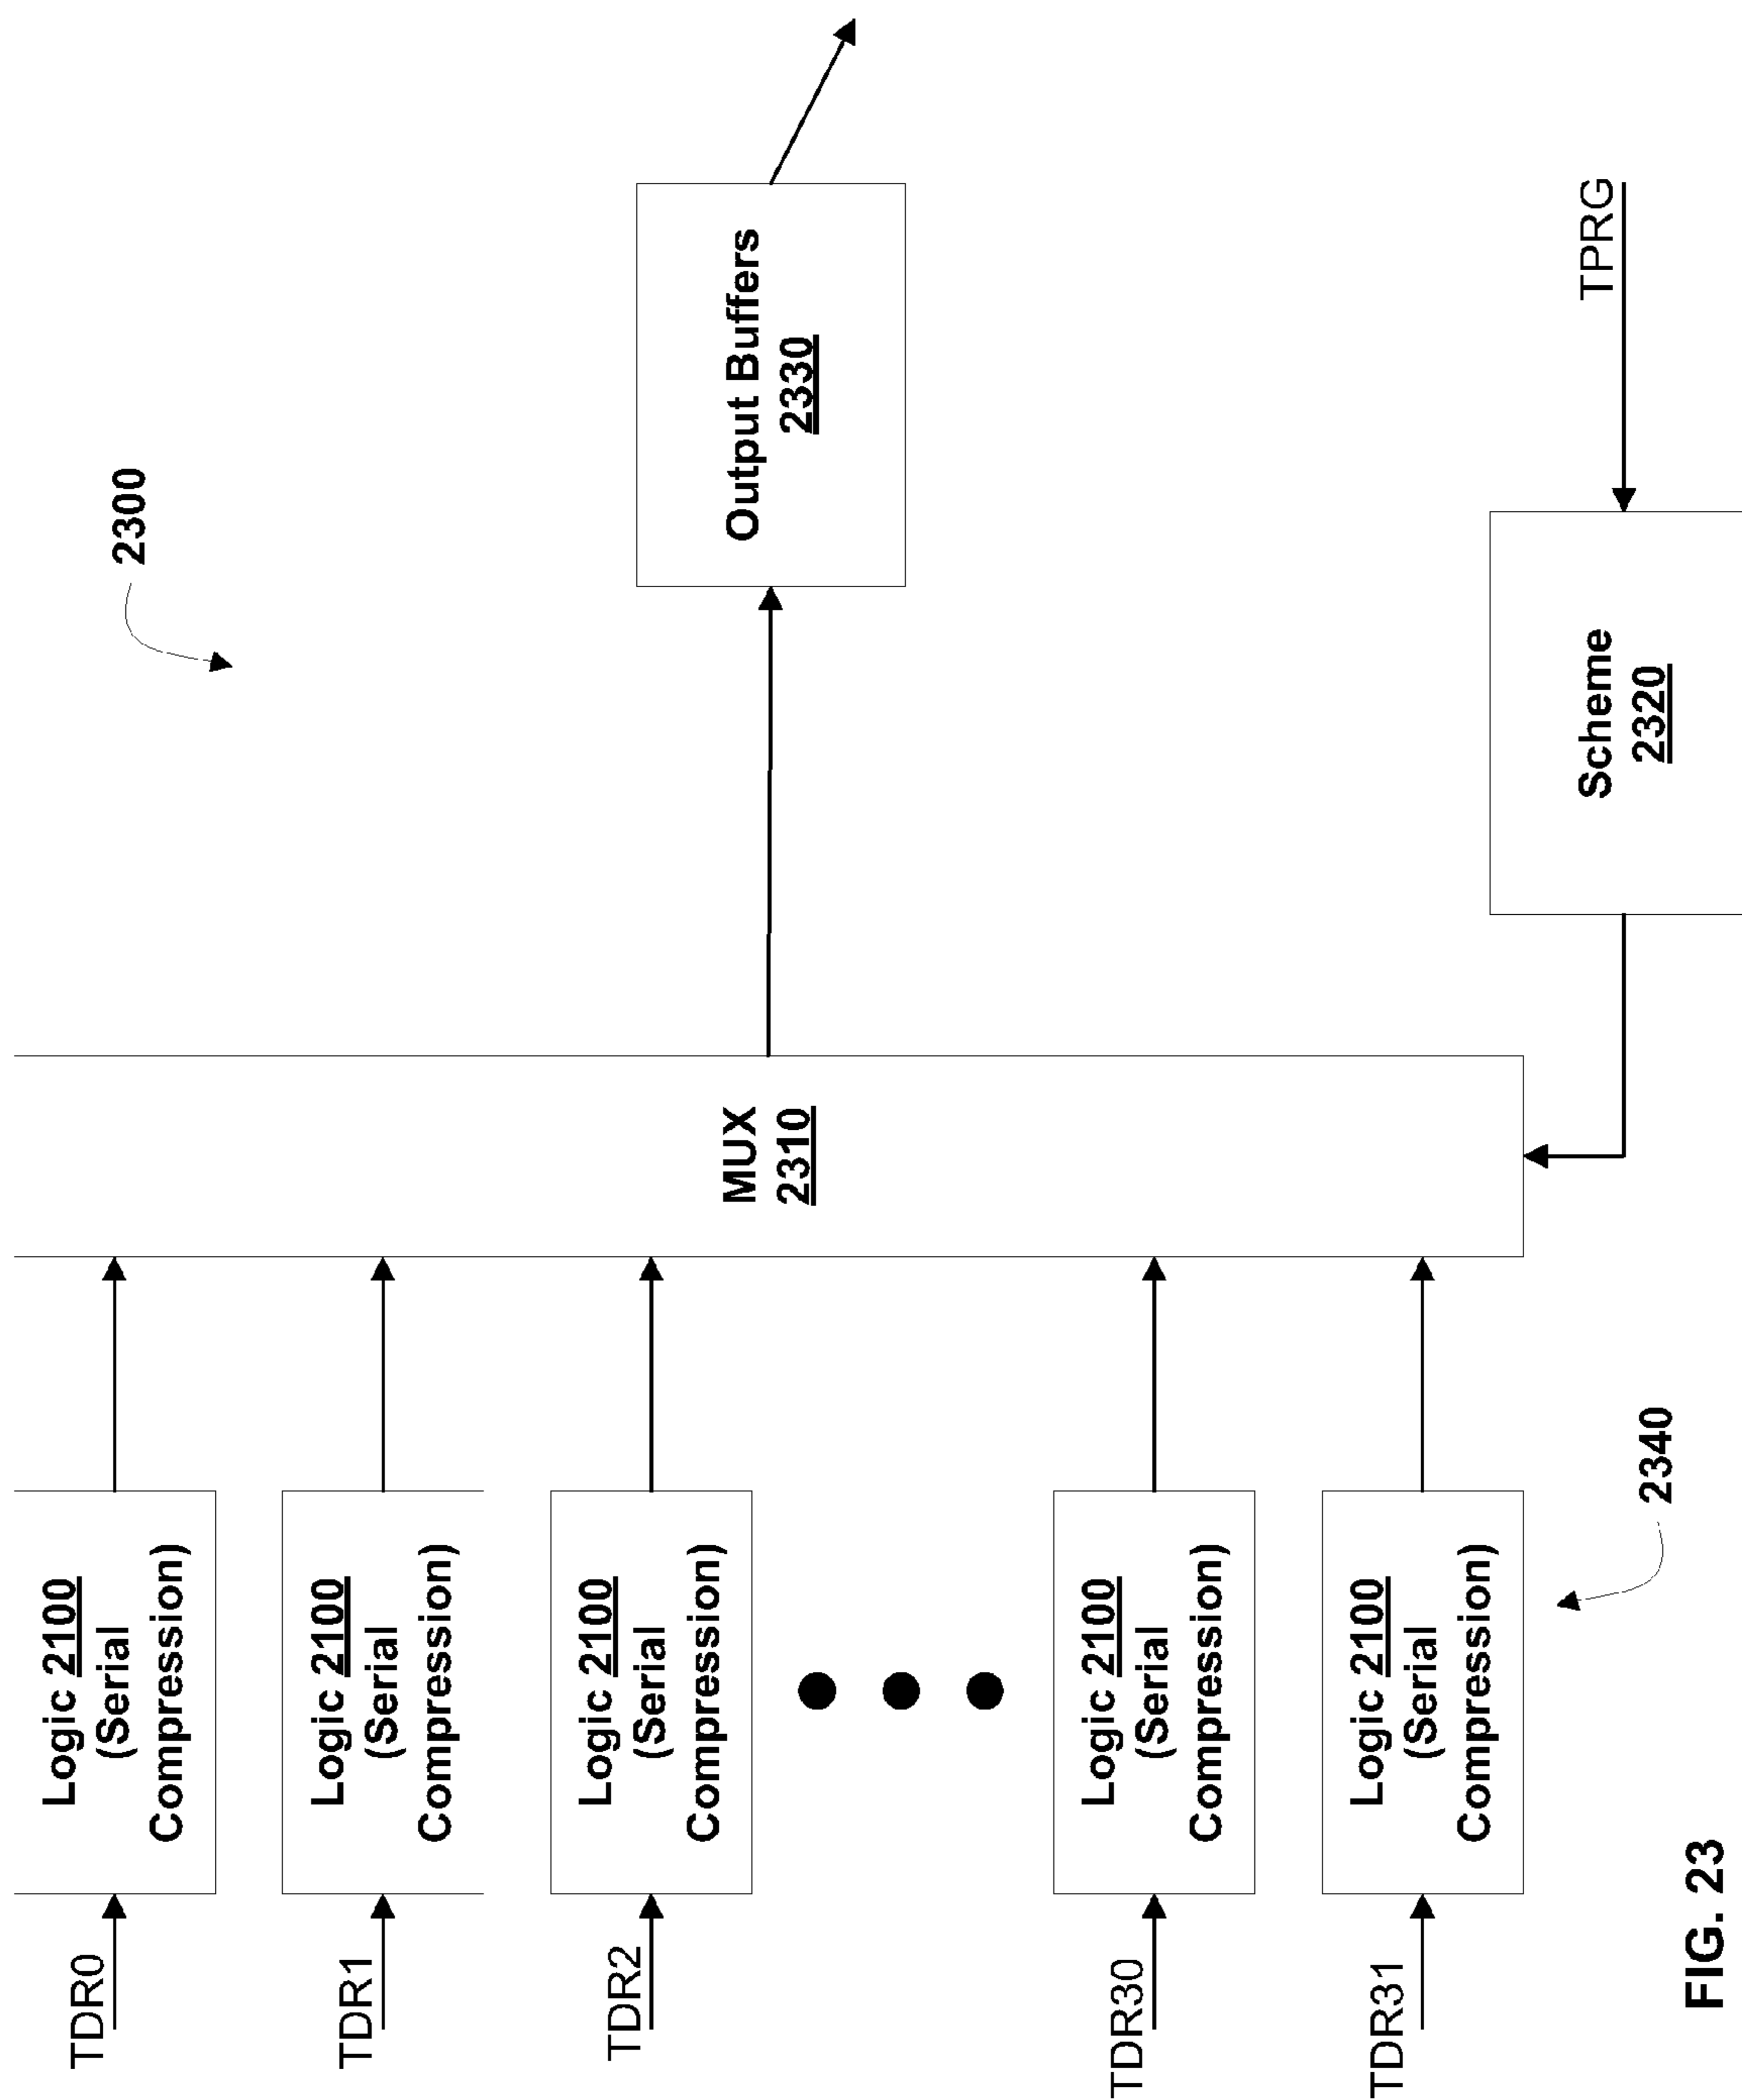 2300
TDR0
Logic 2100
(Serial
Compression)
TDR1
Logic 2100
(Serial
Compression)
TDR2
Logic 2100
(Serial
Compression)
TDR30
Logic 2100
(Serial
Compression)
TDR31
Logic 2100
(Serial
Compression)
2340
MUX
2310
Output Buffers
2330
Scheme
2320
TPRG
FIG. 23